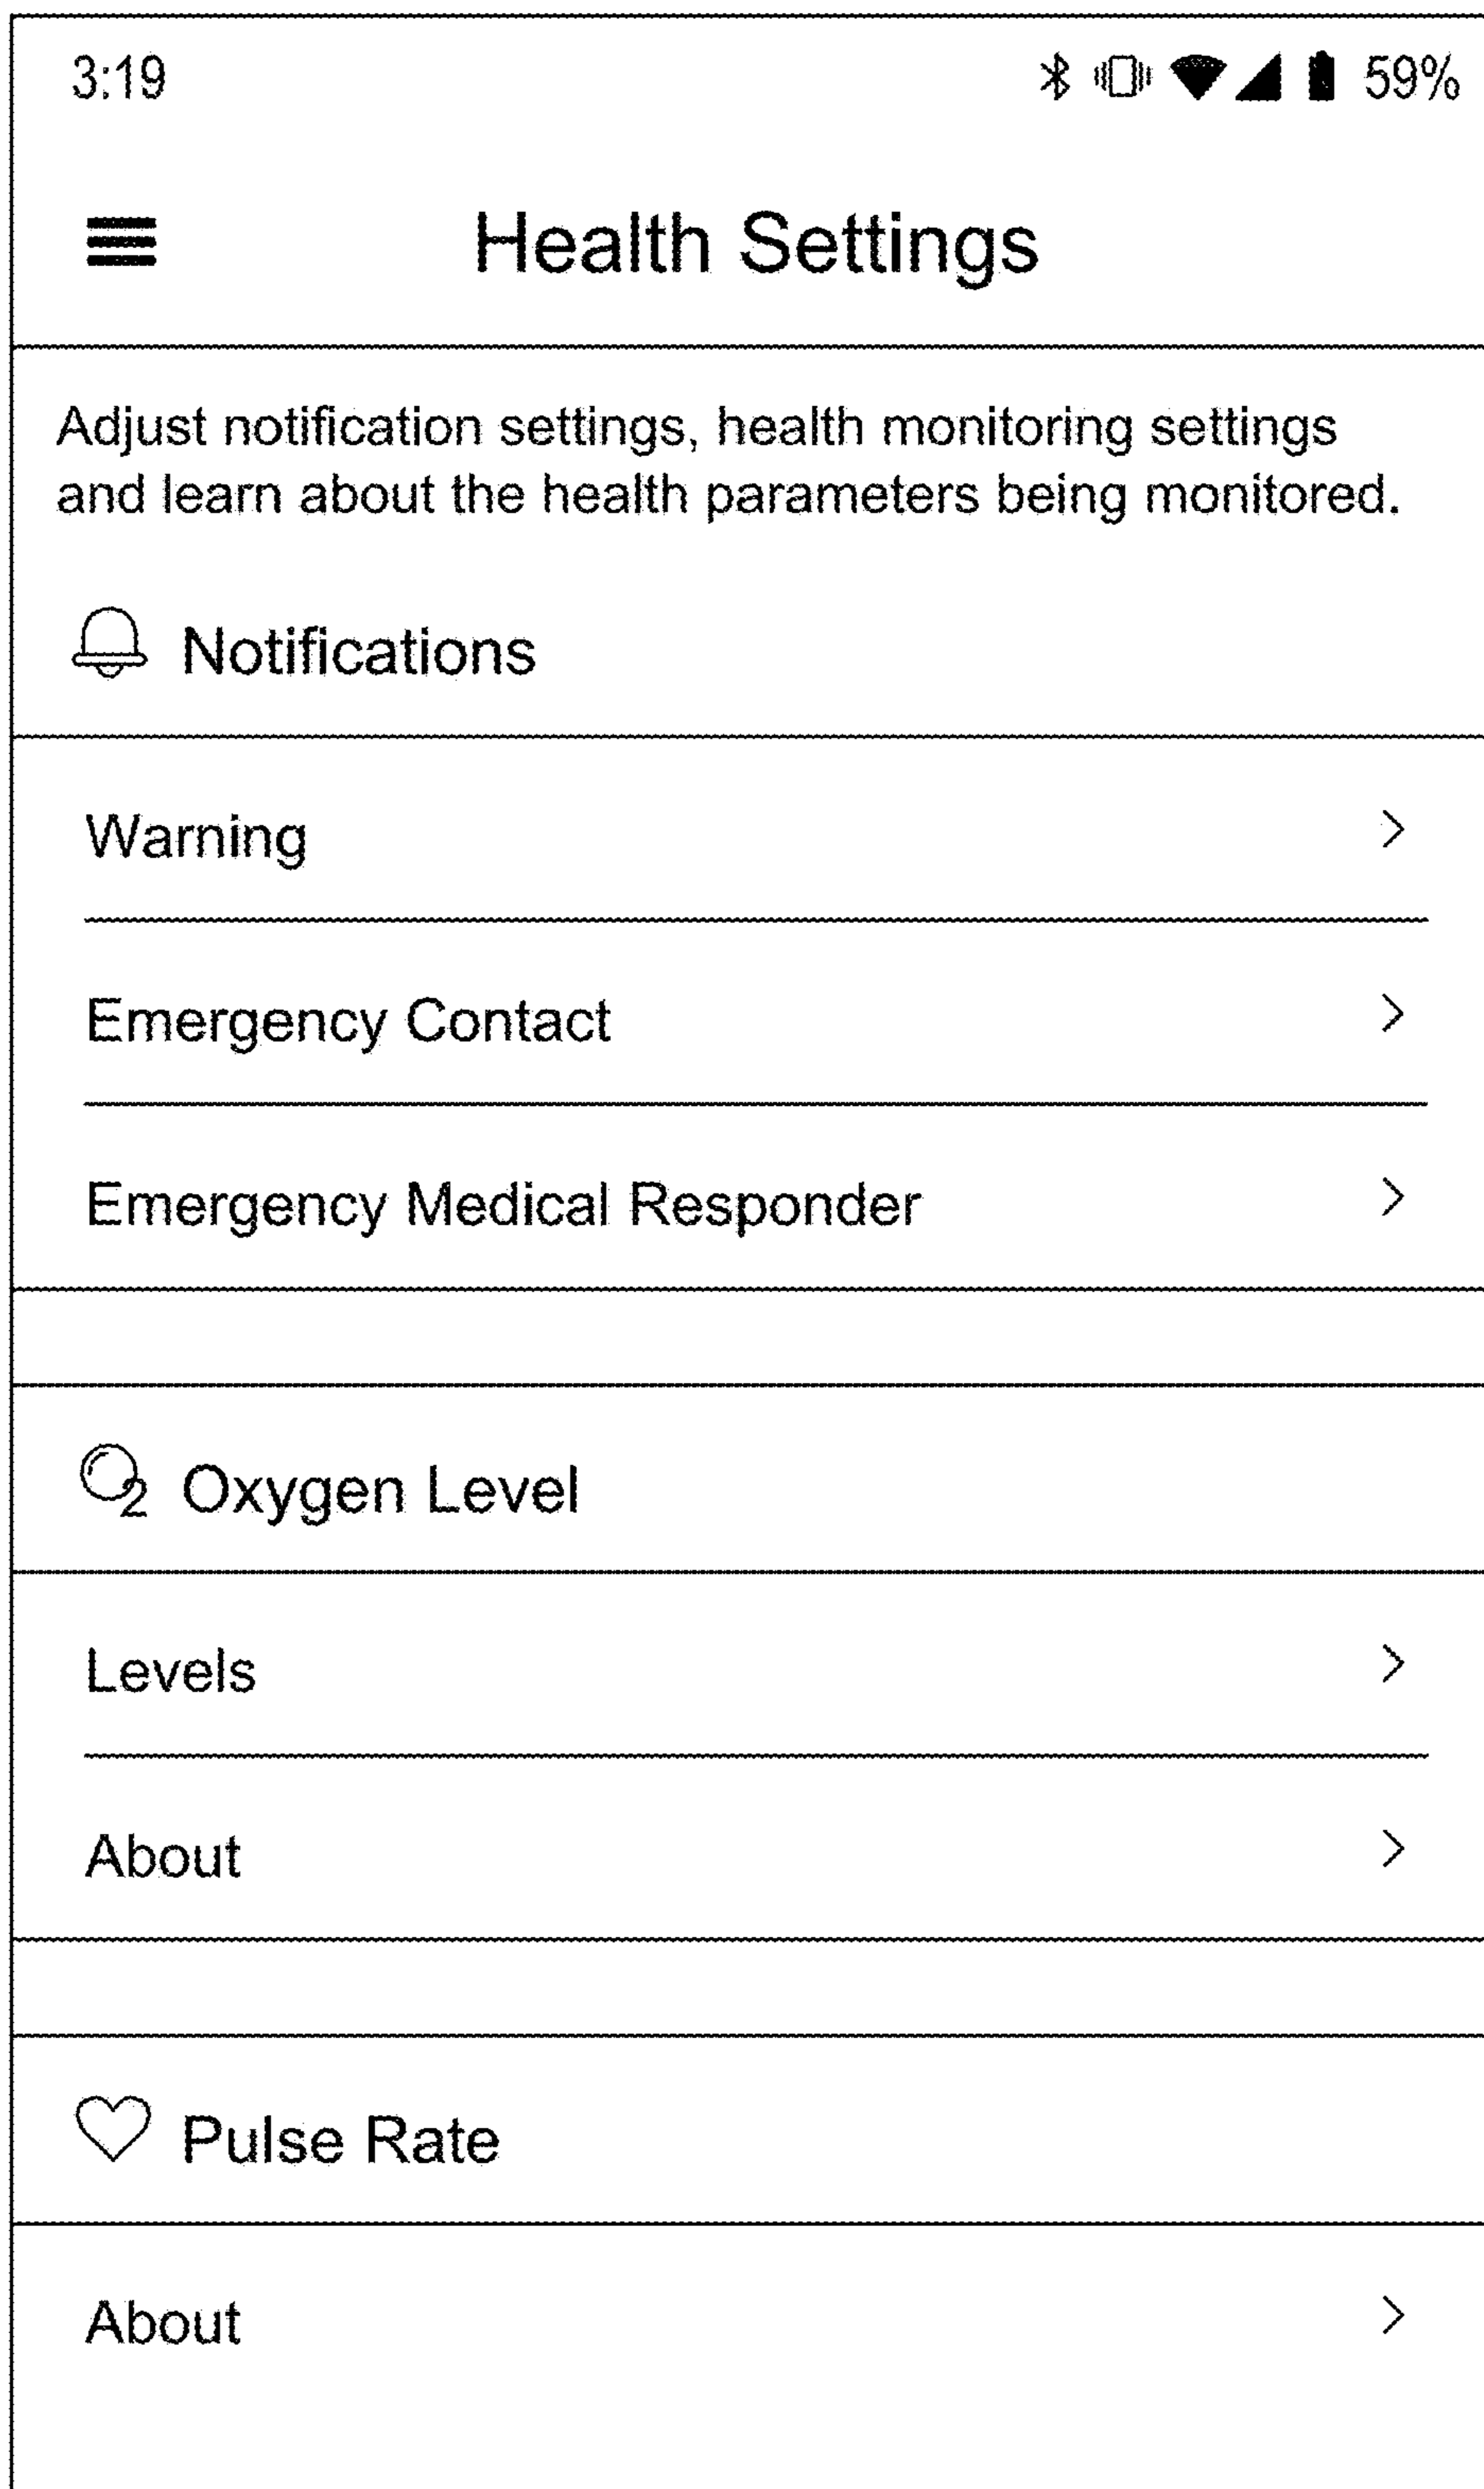 3:19 59%
Health Settings
Adjust notification settings, health monitoring settings
and learn about the health parameters being monitored.
Notifications
Warning
Emergency Contact
Emergency Medical Responder
2 Oxygen Level
Levels
About
Pulse Rate
About